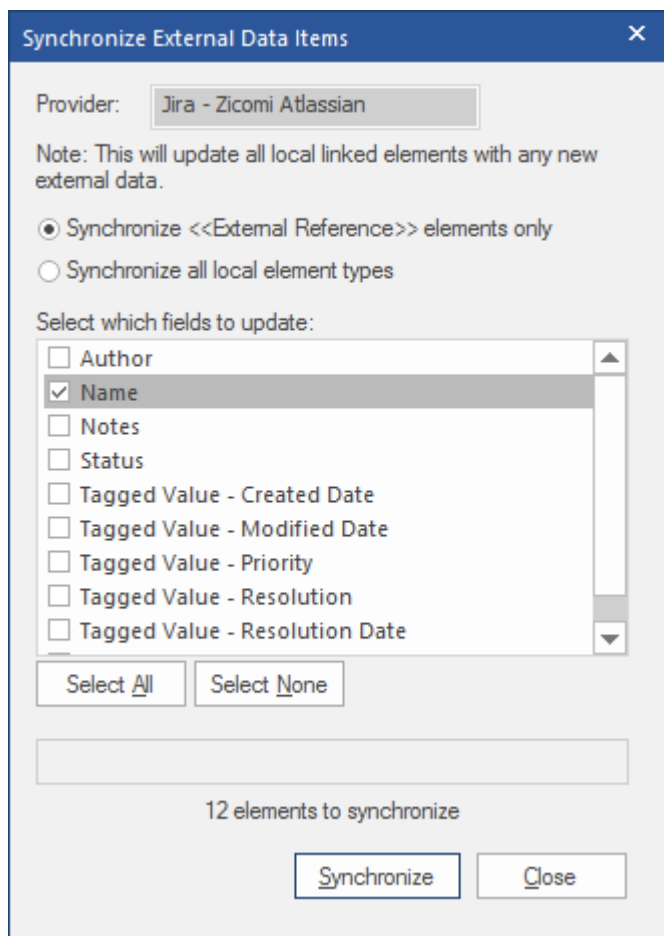 Synchronize External Data Items
Provider: Jira - Zicomi Atlassian
Note: This will update all local linked elements with any new
external data.
Synchronize <<External Reference>> elements only
Synchronize all local element types
Select which fields to update:
Author
Name
Notes
Status
Tagged Value - Created Date
Tagged Value - Modified Date
Tagged Value - Priority
Tagged Value - Resolution
Tagged Value - Resolution Date
Select All Select None
12 elements to synchronize
Synchronize Close